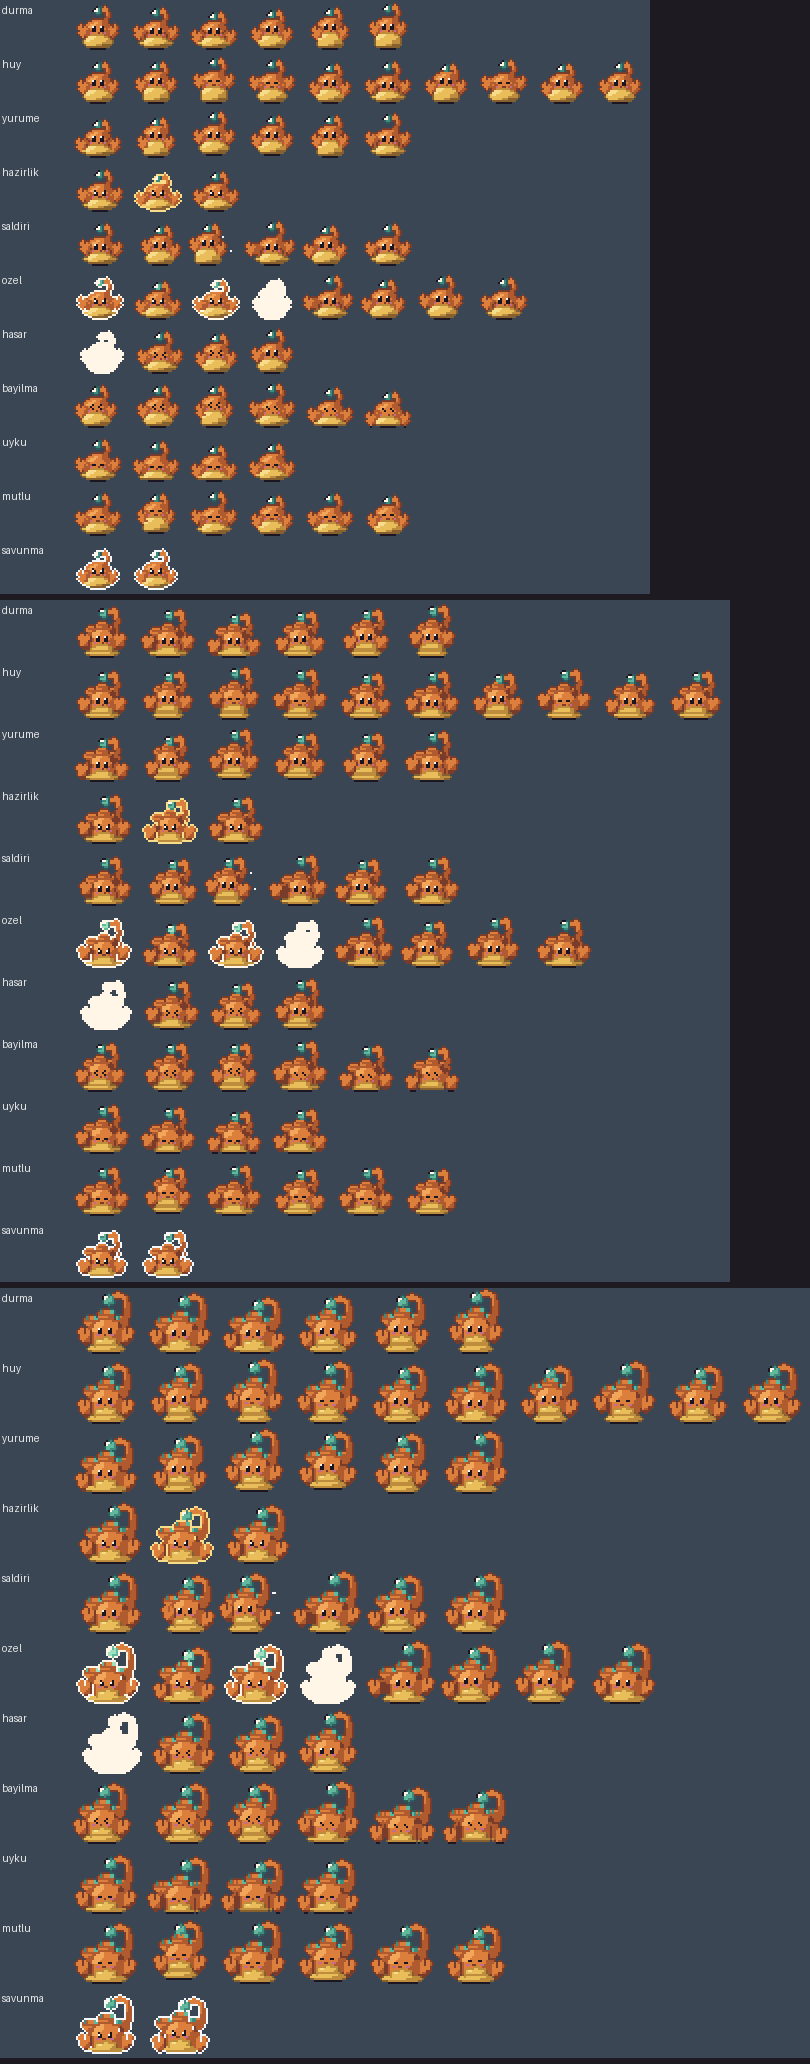 durma
huy
yurume
hazirlik
saldiri
ozel
hasar
bayilma
uyku
mutlu
savunma
durma
huy
yurume
hazirlik
saldiri
ozel
hasar
bayilma
uyku
mutlu
savunma
durma
huy
yurume
hazirlik
saldiri
ozel
hasar
bayilma
uyku
mutlu
savunma